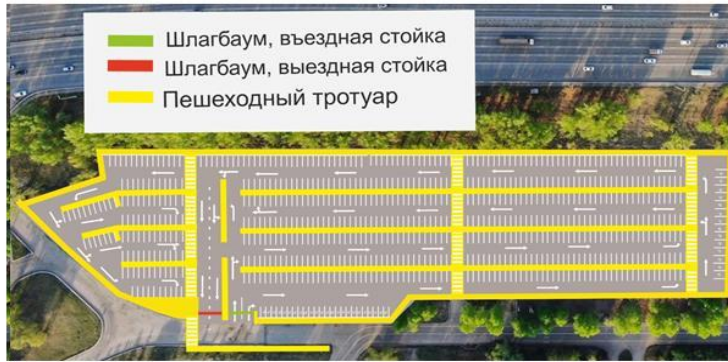 Шлагбаум, въездная стойка
Шлагбаум, выездная стойка
Пешеходный тротуар